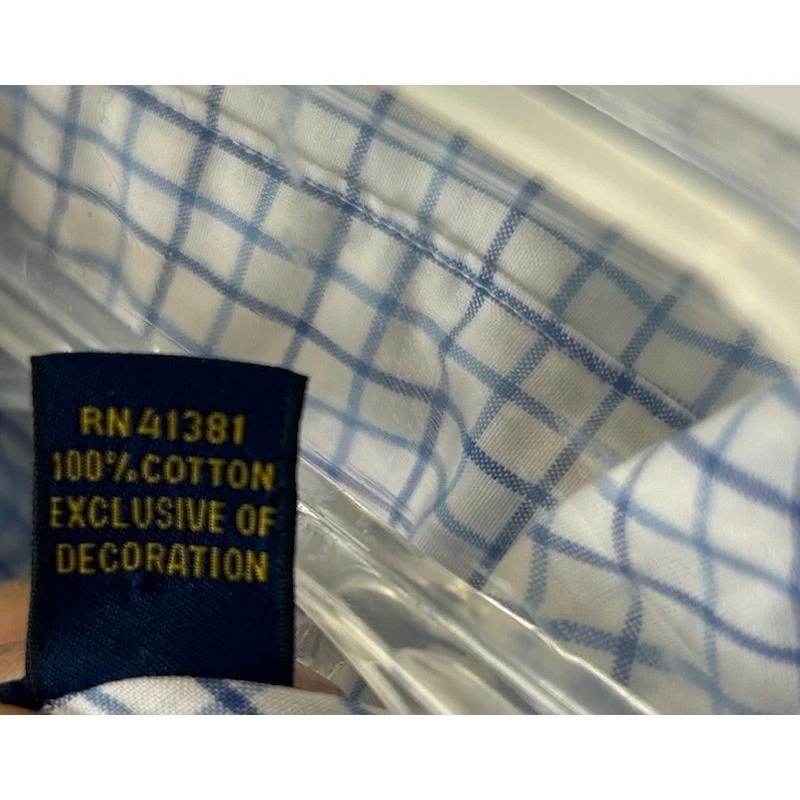 RN 41381
100% COTTON
EXCLUSIVE OF
DECORATION